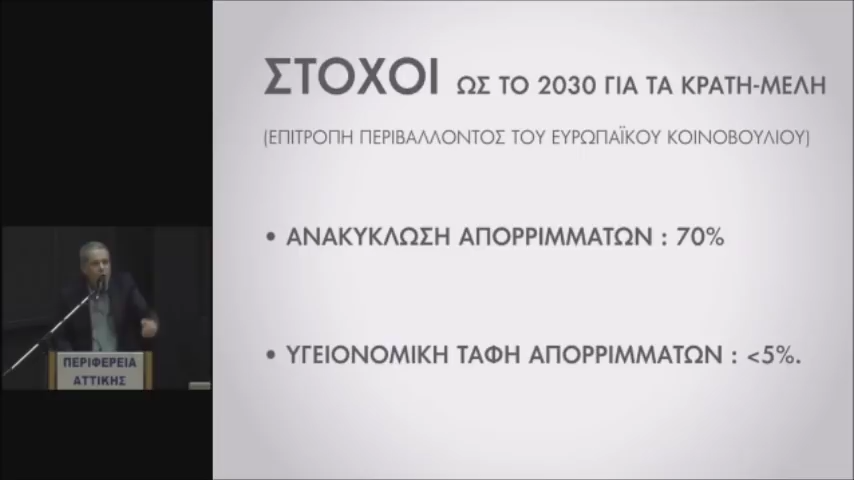 ΣΤΟΧΟΙ ΩΣ ΤΟ 2030 ΓΙΑ ΤΑ ΚΡΑΤΗ-ΜΕΛΗ
(ΕΠΙΤΡΟΠΗ ΠΕΡΙΒΑΛΛΟΝΤΟΣ ΤΟΥ ΕΥΡΩΠΑΪΚΟΥ ΚΟΙΝΟΒΟΥΛΙΟΥ)
• ΑΝΑΚΥΚΛΩΣΗ ΑΠΟΡΡΙΜΜΑΤΩΝ : 70%
• ΥΓΕΙΟΝΟΜΙΚΗ ΤΑΦΗ ΑΠΟΡΡΙΜΜΑΤΩΝ : <5%.
ΠΕΡΙΦΕΡΕΙΑ
ΑΤΤΙΚΗΣ